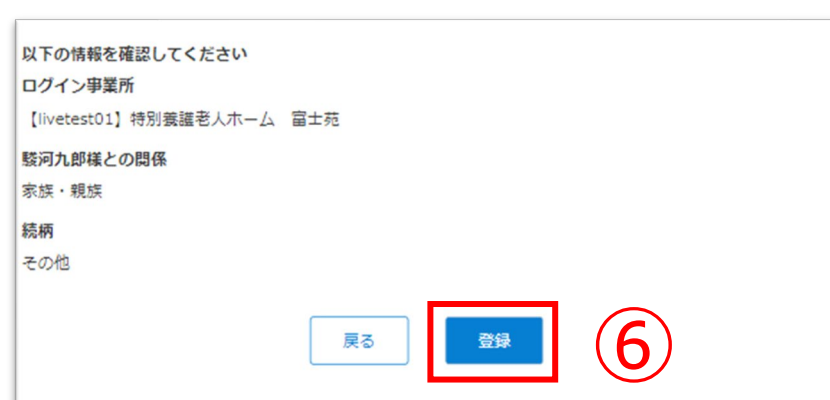 以下の情報を確認してください
ログイン事業所
【livetest01】特別養護老人ホーム　富士苑
駿河九郎様との関係
家族・親族
続柄
その他
戻る 登録 ⑥